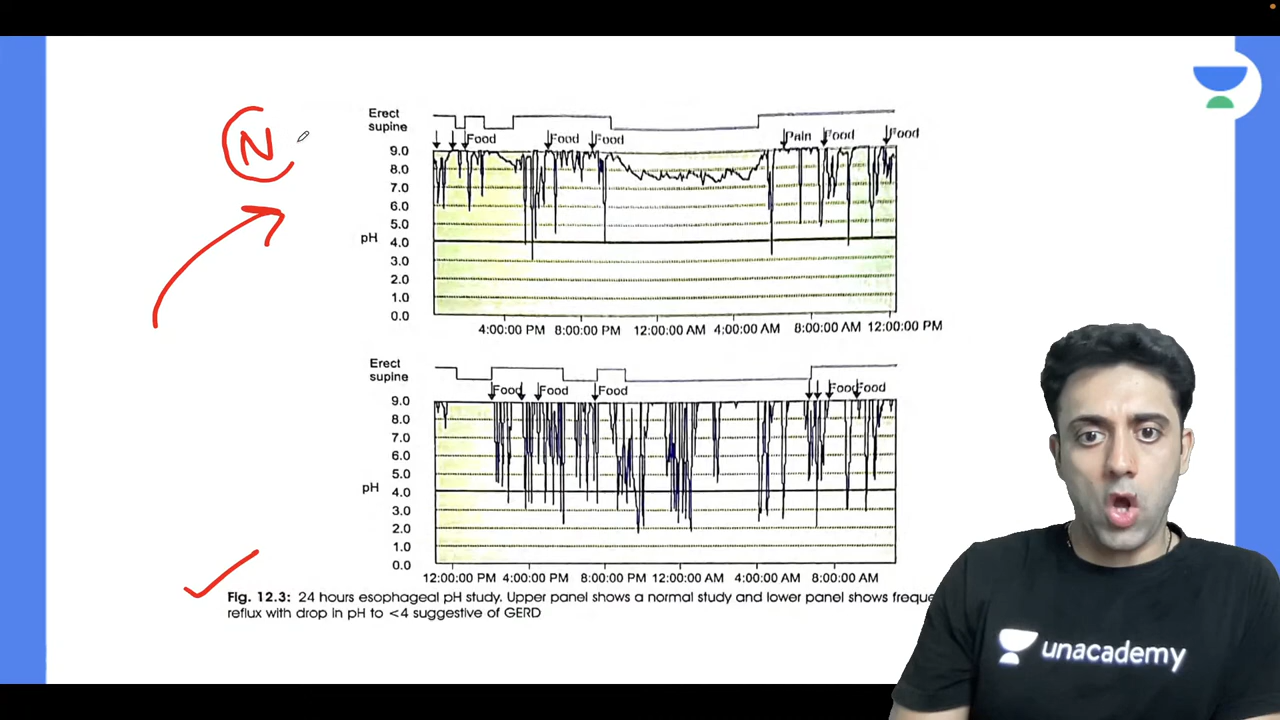 N
Erect
supine
Food Food Food Pain Food Food
9.0
8.0
7.0
6.0
5.0
pH 4.0
3.0
2.0
1.0
0.0
4:00:00 PM 8:00:00 PM 12:00:00 AM 4:00:00 AM 8:00:00 AM 12:00:00 PM
Erect
supine
Food Food Food Food Food
9.0
8.0
7.0
6.0
5.0
pH 4.0
3.0
2.0
1.0
0.0
12:00:00 PM 4:00:00 PM 8:00:00 PM 12:00:00 AM 4:00:00 AM 8:00:00 AM
Fig. 12.3: 24 hours esophageal pH study. Upper panel shows a normal study and lower panel shows
reflux with drop in pH to <4 suggestive of GERD
unacademy